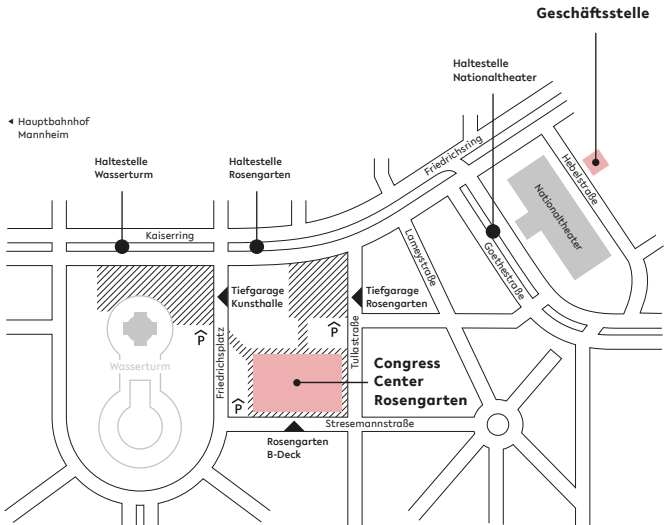 Geschäftsstelle
Haltestelle
Nationaltheater
Hauptbahnhof
Mannheim
Haltestelle
Wasserturm
Haltestelle
Rosengarten
Friedrichsring
Hebelstraße
Nationaltheater
Kaiserring
Lameystraße
Goethestraße
Tiefgarage
Kunsthalle
Tiefgarage
Rosengarten
P
P
Friedrichsplatz
Tullastraße
Wasserturm
Congress
Center
Rosengarten
P
Stresemannstraße
Rosengarten
B-Deck